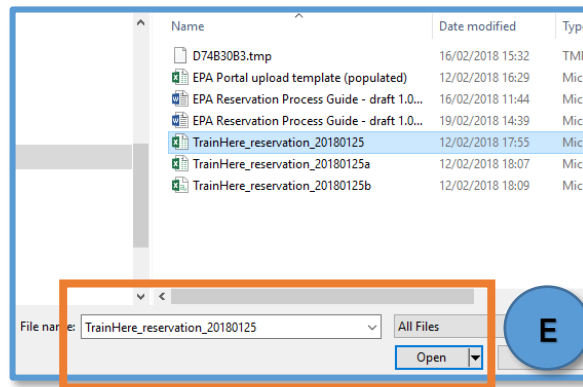 Name Date modified Type
D74B30B3.tmp 16/02/2018 15:32 TMI
EPA Portal upload template (populated) 12/02/2018 16:29 Mic
EPA Reservation Process Guide - draft 1.0... 16/02/2018 11:44 Mic
EPA Reservation Process Guide - draft 1.0... 19/02/2018 14:39 Mic
TrainHere_reservation_20180125 12/02/2018 17:55 Mic
TrainHere_reservation_20180125a 12/02/2018 18:07 Mic
TrainHere_reservation_20180125b 12/02/2018 18:09 Mic
File name: TrainHere_reservation_20180125 All Files
E
Open